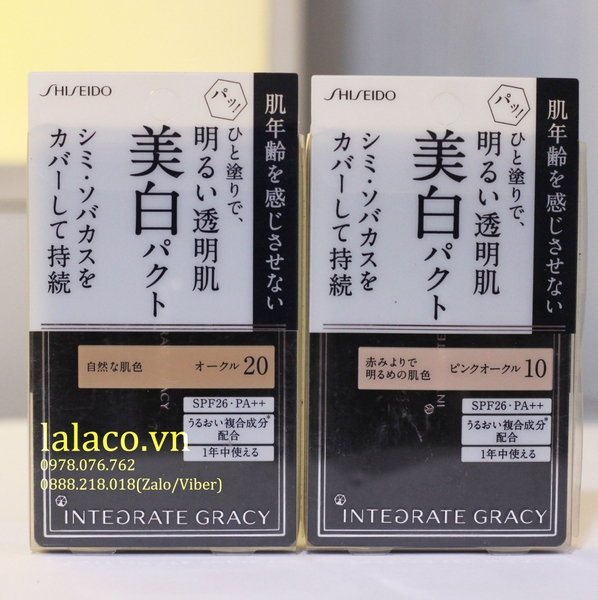 SHISEIDO
パッ!!
肌年齢を感じさせない
ひと塗りで、
明るい透明肌
美白パクト
シミ・ソバカスを
カバーして持続
自然な肌色 オークル20
SPF26・PA++
うるおい複合成分*
配合
1年中使える
INTEGRATE GRACY
SHISEIDO
パッ!!
肌年齢を感じさせない
ひと塗りで、
明るい透明肌
美白パクト
シミ・ソバカスを
カバーして持続
赤みよりで
明るめの肌色 ピンクオークル10
SPF26・PA++
うるおい複合成分*
配合
1年中使える
INTEGRATE GRACY
lalaco.vn
0978.076.762
0888.218.018(Zalo/Viber)